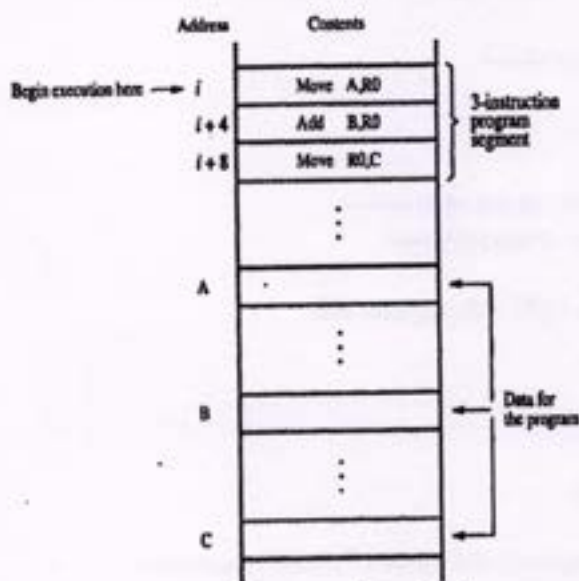 Address Contents
Begin execution here i Move A,R0
i + 4 Add B,R0
i + 8 Move R0,C
3-instruction
program
segment
A
B
Data for
the program
C